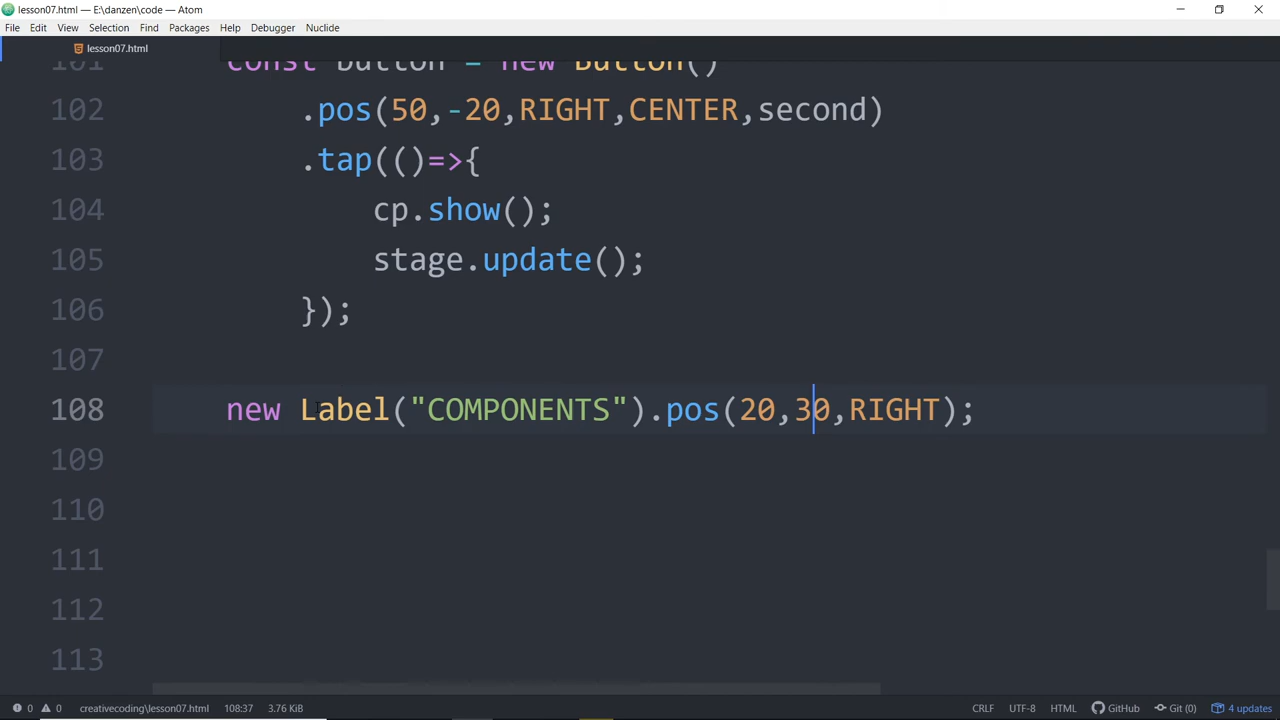 lesson07.html — E:\danzen\code — Atom
File Edit View Selection Find Packages Help Debugger Nuclide
lesson07.html
101 const button = new Button()
102 .pos(50,-20,RIGHT,CENTER,second)
103 .tap(()=>{
104 cp.show();
105 stage.update();
106 });
107
108 new Label("COMPONENTS").pos(20,30,RIGHT);
109
110
111
112
113
0 0 creativecoding\lesson07.html 108:37 3.76 KiB CRLF UTF-8 HTML GitHub Git (0) 4 updates